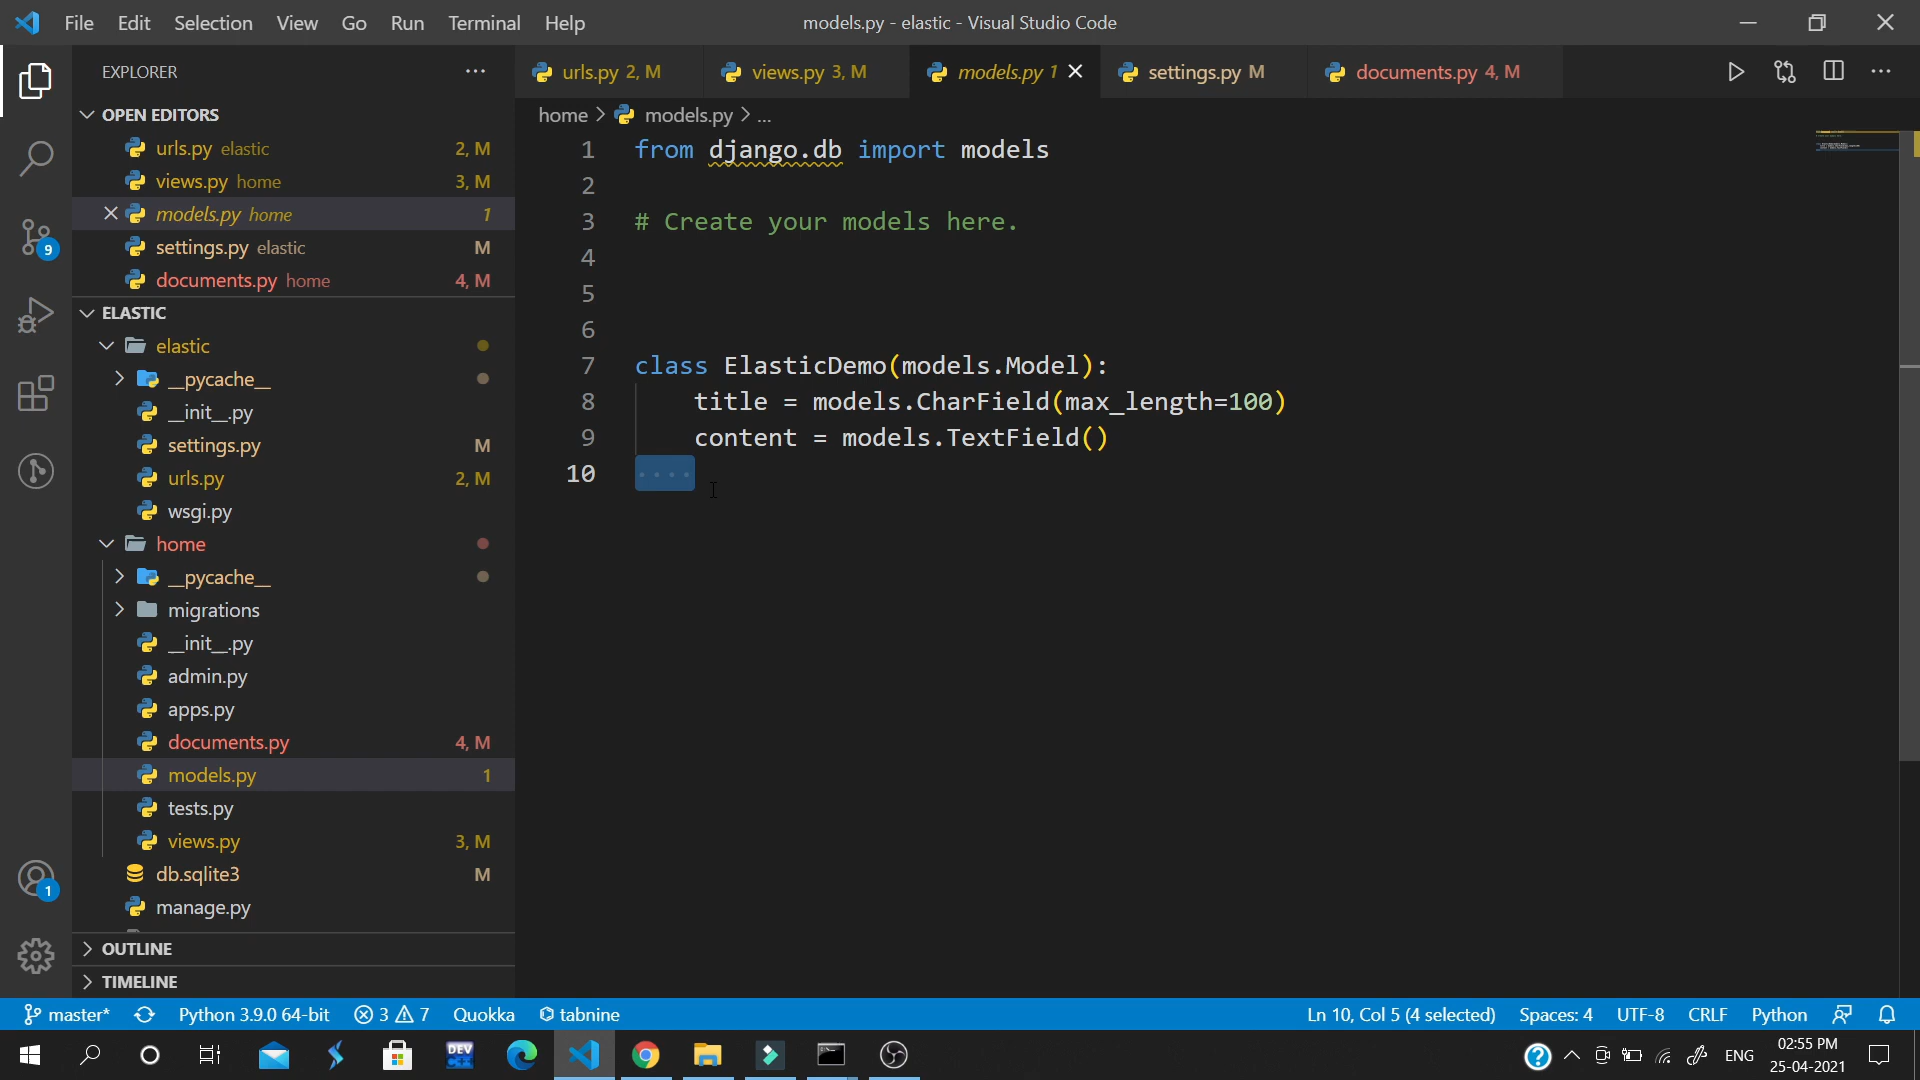 File Edit Selection View Go Run Terminal Help models.py - elastic - Visual Studio Code
EXPLORER
urls.py 2, M views.py 3, M models.py 1 settings.py M documents.py 4, M
OPEN EDITORS
urls.py elastic 2, M
views.py home 3, M
models.py home 1
settings.py elastic M
documents.py home 4, M
ELASTIC
elastic
__pycache__
__init__.py
settings.py M
urls.py 2, M
wsgi.py
home
__pycache__
migrations
__init__.py
admin.py
apps.py
documents.py 4, M
models.py 1
tests.py
views.py 3, M
db.sqlite3 M
manage.py
OUTLINE
TIMELINE
9
1
home > models.py > ...
1 from django.db import models
2
3 # Create your models here.
4
5
6
7 class ElasticDemo(models.Model):
8 title = models.CharField(max_length=100)
9 content = models.TextField()
10
master* Python 3.9.0 64-bit 3 7 Quokka tabnine Ln 10, Col 5 (4 selected) Spaces: 4 UTF-8 CRLF Python
DEV C++ ENG 02:55 PM
25-04-2021